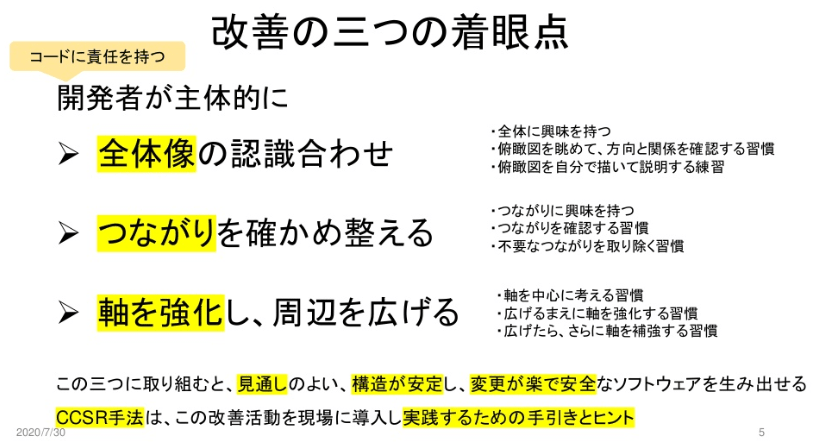 改善の三つの着眼点
コードに責任を持つ
開発者が主体的に
➢ 全体像の認識合わせ
・全体に興味を持つ
・俯瞰図を眺めて、方向と関係を確認する習慣
・俯瞰図を自分で描いて説明する練習
➢ つながりを確かめ整える
・つながりに興味を持つ
・つながりを確認する習慣
・不要なつながりを取り除く習慣
➢ 軸を強化し、周辺を広げる
・軸を中心に考える習慣
・広げるまえに軸を強化する習慣
・広げたら、さらに軸を補強する習慣
この三つに取り組むと、見通しのよい、構造が安定し、変更が楽で安全なソフトウェアを生み出せる
CCSR手法は、この改善活動を現場に導入し実践するための手引きとヒント
2020/7/30
5